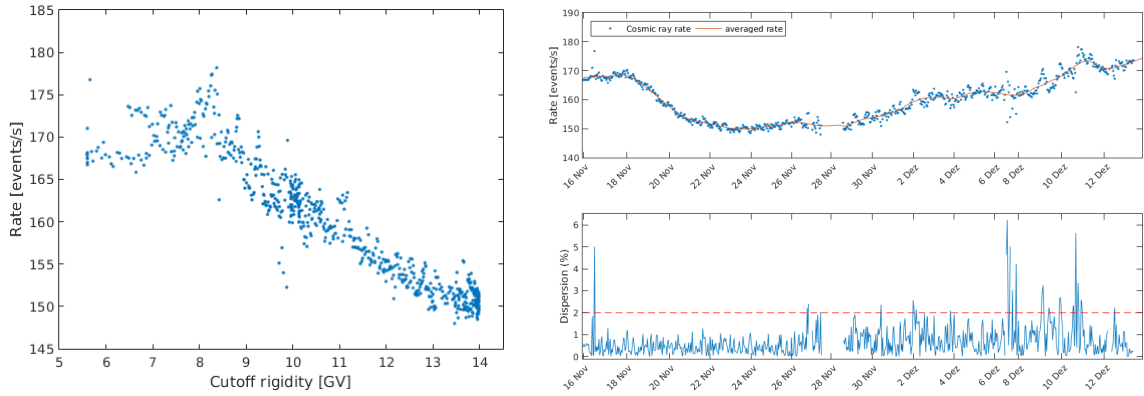 185
180
175
170
165
160
155
150
145
5 6 7 8 9 10 11 12 13 14
Rate [events/s]
Cutoff rigidity [GV]
190
180
170
160
150
140
Rate [events/s]
Cosmic ray rate averaged rate
16 Nov 18 Nov 20 Nov 22 Nov 24 Nov 26 Nov 28 Nov 30 Nov 2 Dez 4 Dez 6 Dez 8 Dez 10 Dez 12 Dez
6
5
4
3
2
1
0
Dispersion (%)
16 Nov 18 Nov 20 Nov 22 Nov 24 Nov 26 Nov 28 Nov 30 Nov 2 Dez 4 Dez 6 Dez 8 Dez 10 Dez 12 Dez